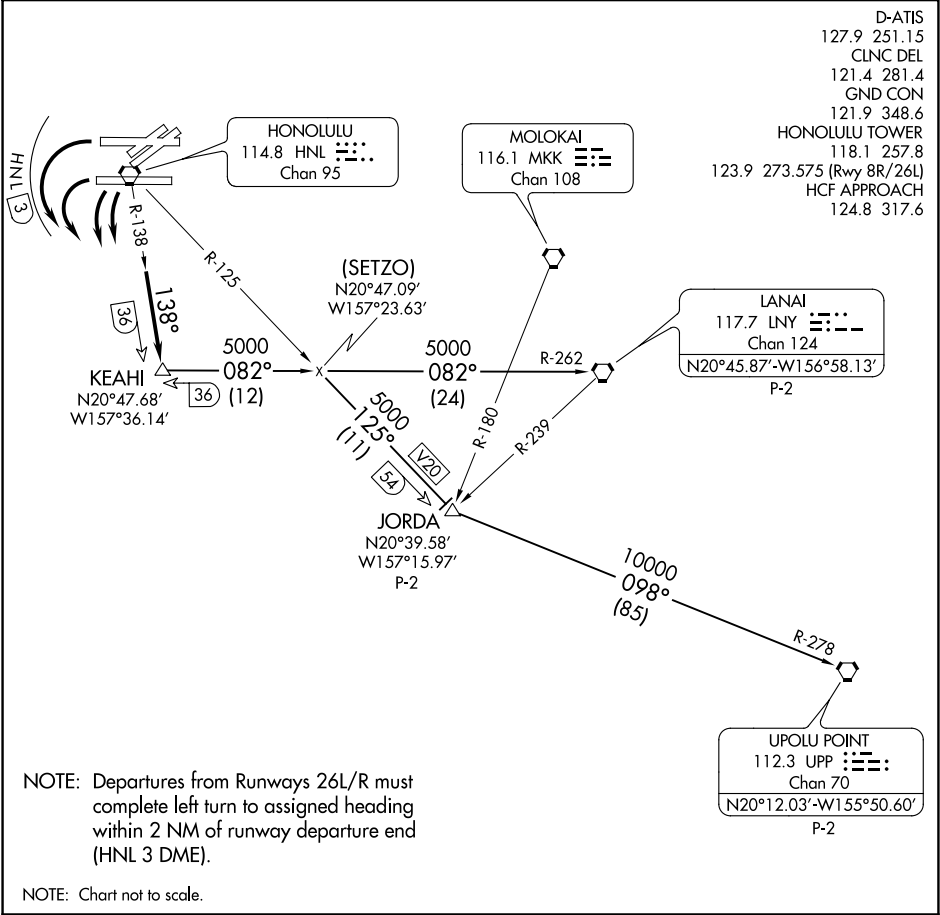 D-ATIS
127.9 251.15
CLNC DEL
121.4 281.4
GND CON
121.9 348.6
HONOLULU TOWER
118.1 257.8
123.9 273.575 (Rwy 8R/26L)
HCF APPROACH
124.8 317.6
HONOLULU
114.8 HNL
Chan 95
MOLOKAI
116.1 MKK
Chan 108
HNL 3
R-138
R-125
(SETZO)
N20°47.09'
W157°23.63'
LANAI
117.7 LNY
Chan 124
N20°45.87'-W156°58.13'
P-2
36
138°
KEAHI
N20°47.68'
W157°36.14'
36
5000
082°
(12)
X
5000
082°
(24)
R-262
R-180
R-239
5000
125°
(11)
V20
54
JORDA
N20°39.58'
W157°15.97'
P-2
10000
098°
(85)
R-278
UPOLU POINT
112.3 UPP
Chan 70
N20°12.03'-W155°50.60'
P-2
NOTE: Departures from Runways 26L/R must
complete left turn to assigned heading
within 2 NM of runway departure end
(HNL 3 DME).
NOTE: Chart not to scale.